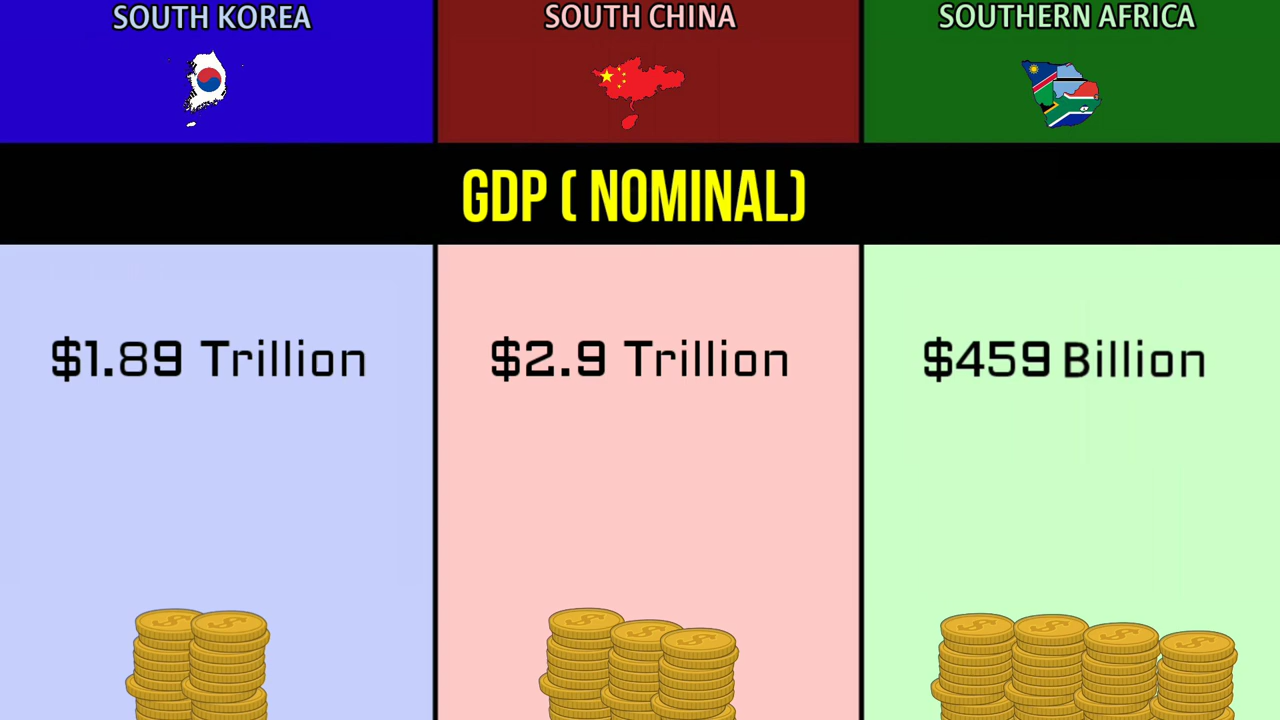 SOUTH KOREA
SOUTH CHINA
SOUTHERN AFRICA
GDP ( NOMINAL)
$1.89 Trillion
$2.9 Trillion
$459 Billion